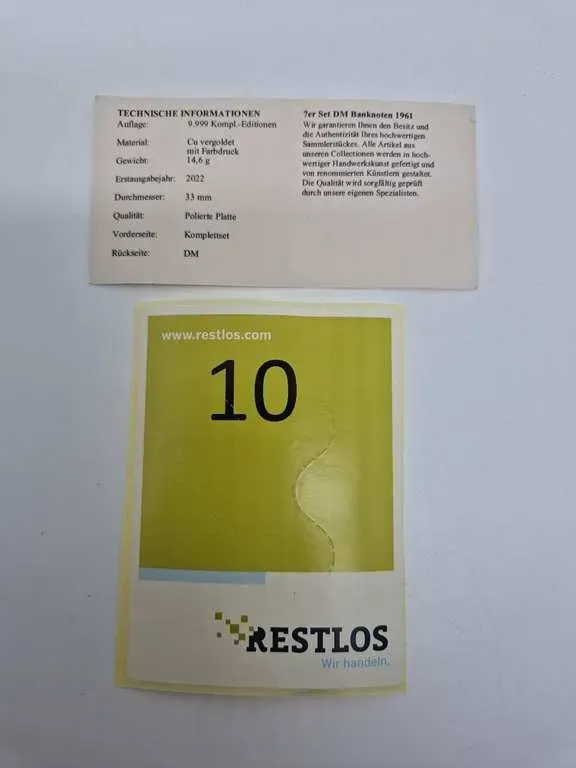 TECHNISCHE INFORMATIONEN
Auflage: 9.999 Kompl.-Editionen
Material: Cu vergoldet
mit Farbdruck
Gewicht: 14,6 g
Erstausgabejahr: 2022
Durchmesser: 33 mm
Qualität: Polierte Platte
Vorderseite: Komplettset
Rückseite: DM
7er Set DM Banknoten 1961
Wir garantieren Ihnen den Besitz und
die Authentizität Ihres hochwertigen
Sammlerstückes. Alle Artikel aus
unseren Collectionen werden in hoch-
wertiger Handwerkskunst gefertigt und
von renommierten Künstlern gestaltet.
Die Qualität wird sorgfältig geprüft
durch unsere eigenen Spezialisten.
www.restlos.com
10
RESTLOS
Wir handeln.